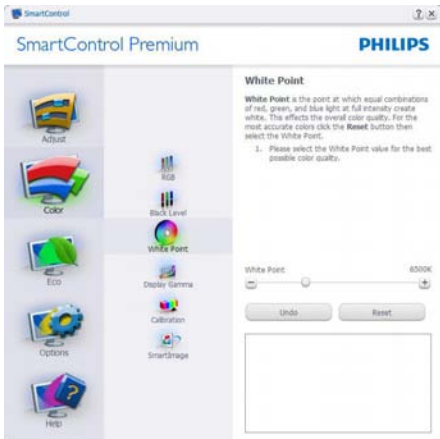 SmartControl
SmartControl Premium
PHILIPS
Adjust
Color
Eco
Options
Help
RGB
Black Level
White Point
Display Gamma
Calibration
SmartImage
White Point
White Point is the point at which equal combinations
of red, green, and blue light at full intensity create
white. This effects the overall color quality. For the
most accurate colors click the Reset button then
select the White Point.
1. Please select the White Point value for the best
possible color quality.
White Point 6500K
Undo Reset